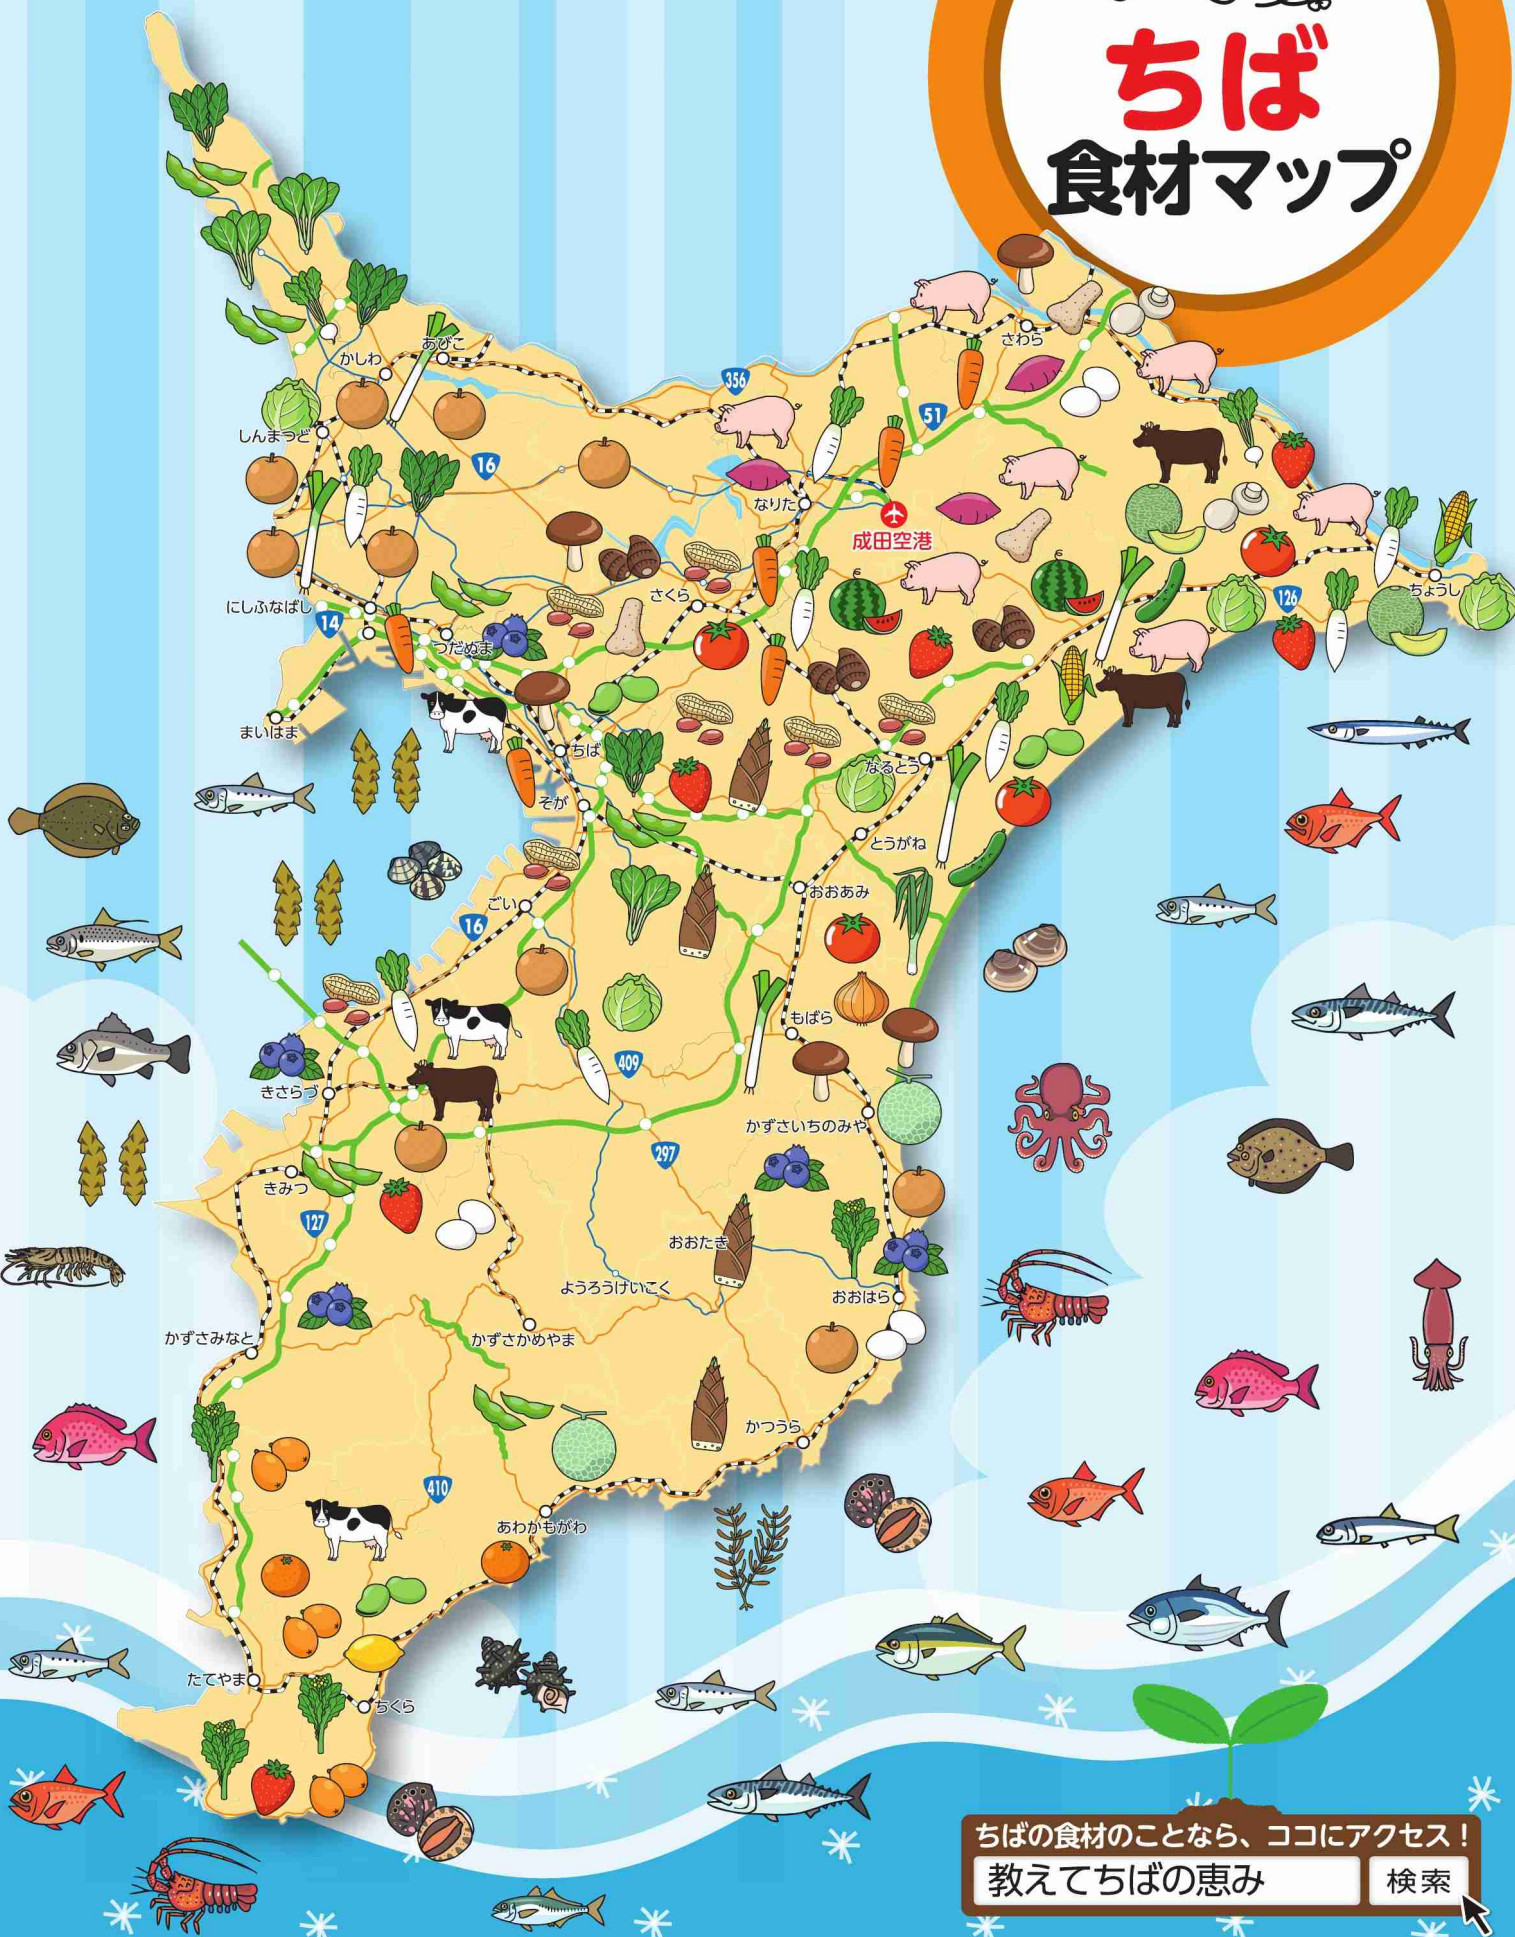 ちば
食材マップ
さわら
あびこ
かしわ
356
51
しんまつど
16
なりた
成田空港
ちょうし
126
さくら
にしふなばし
14
つだぬま
まいはま
ちば
なるとう
そが
とうがね
おおあみ
ごい
16
もばら
409
きさらづ
かずさいちのみや
297
きみつ
127
おおたき
ようろうけいこく
おおはら
かずさみなと
かずさかめやま
かつうら
410
あわかもがわ
たてやま
ちくら
ちばの食材のことなら、ココにアクセス!
教えてちばの恵み
検索